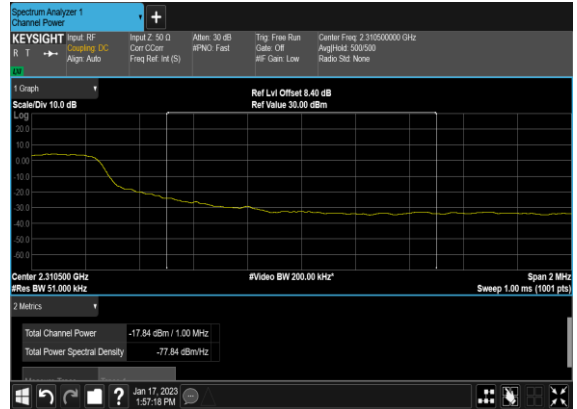 Spectrum Analyzer 1
Channel Power
+
KEYSIGHT
R T
Input: RF
Coupling: DC
Align: Auto
Input Z: 50 Ω
Corr CCorr
Freq Ref: Int (S)
Atten: 30 dB
#PNO: Fast
Trig: Free Run
Gate: Off
#IF Gain: Low
Center Freq: 2.310500000 GHz
Avg|Hold: 500/500
Radio Std: None
1 Graph
Scale/Div 10.0 dB
Ref Lvl Offset 8.40 dB
Ref Value 30.00 dBm
Log
20.0
10.0
0.00
-10.0
-20.0
-30.0
-40.0
-50.0
-60.0
Center 2.310500 GHz
#Res BW 51.000 kHz
#Video BW 200.00 kHz*
Span 2 MHz
Sweep 1.00 ms (1001 pts)
2 Metrics
Total Channel Power
-17.84 dBm / 1.00 MHz
Total Power Spectral Density
-77.84 dBm/Hz
?
Jan 17, 2023
1:57:18 PM